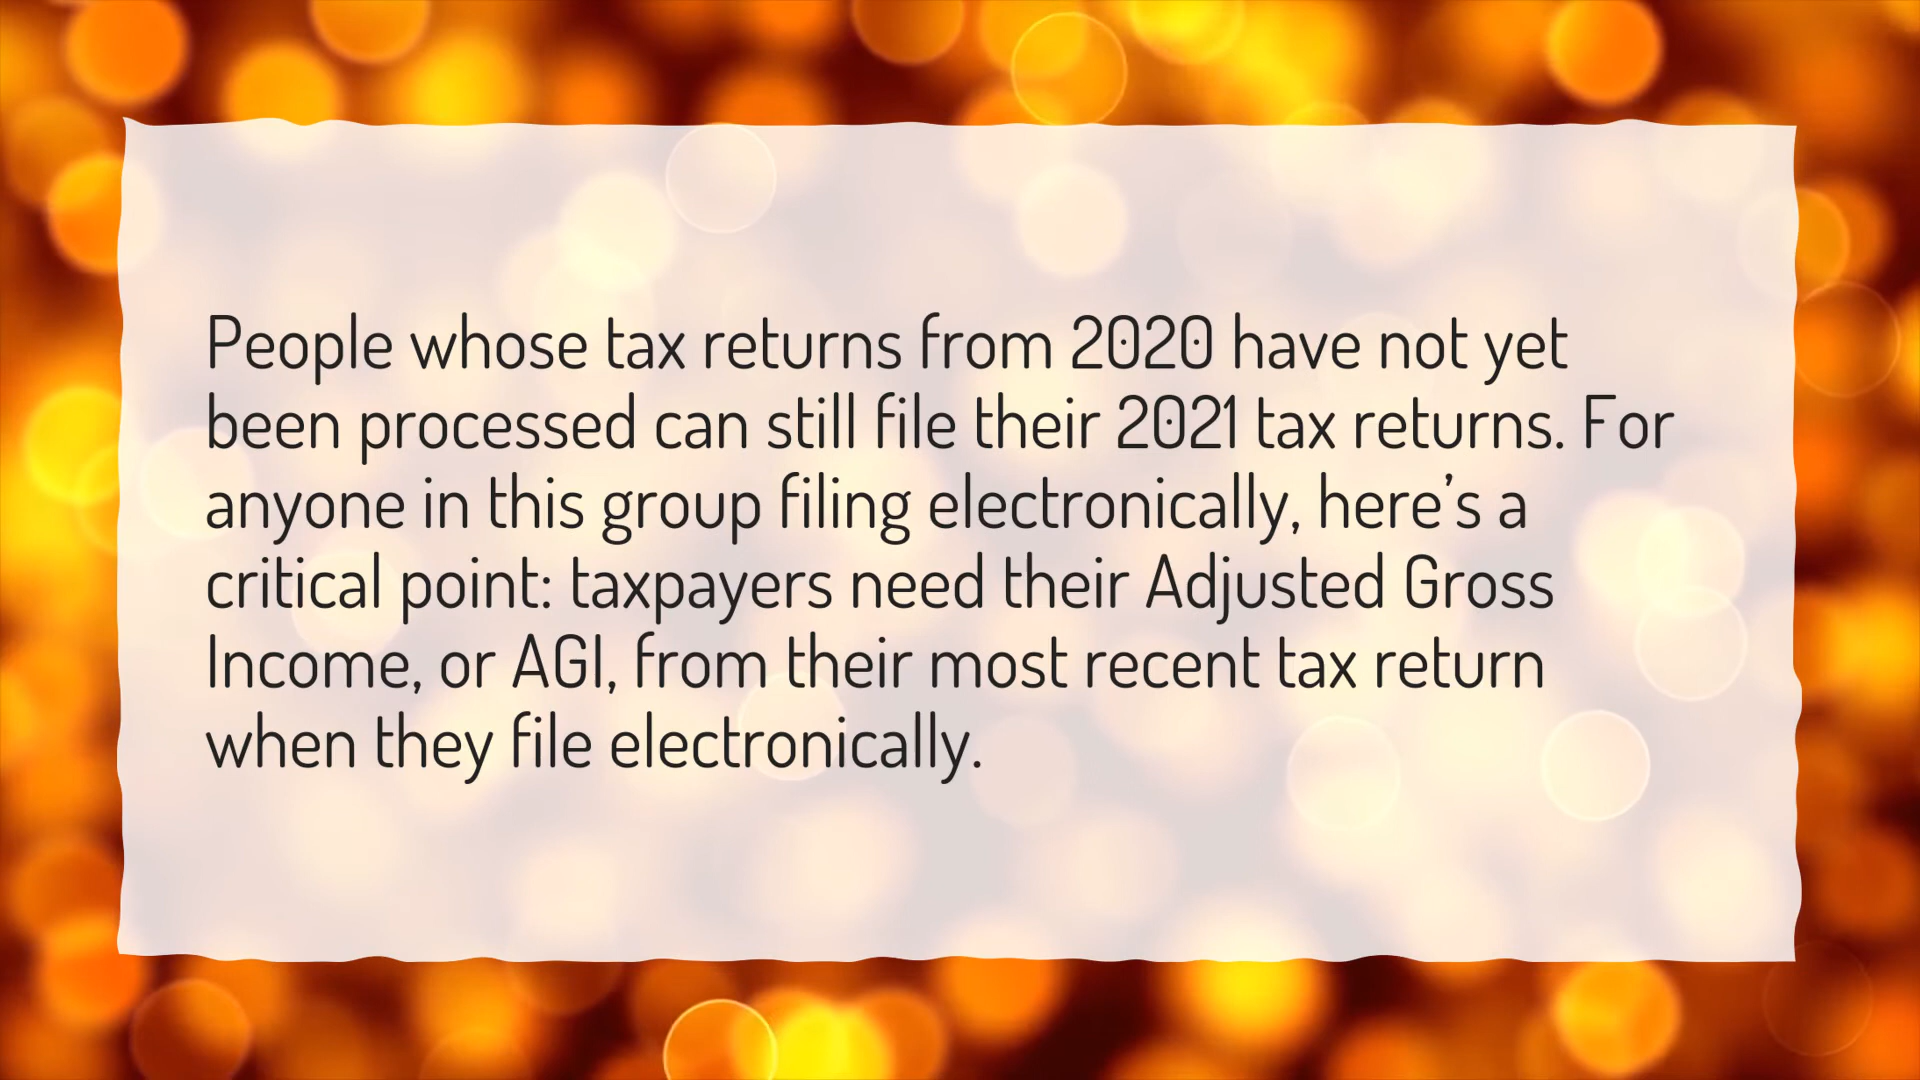 People whose tax returns from 2020 have not yet
been processed can still file their 2021 tax returns. For
anyone in this group filing electronically, here’s a
critical point: taxpayers need their Adjusted Gross
Income, or AGI, from their most recent tax return
when they file electronically.